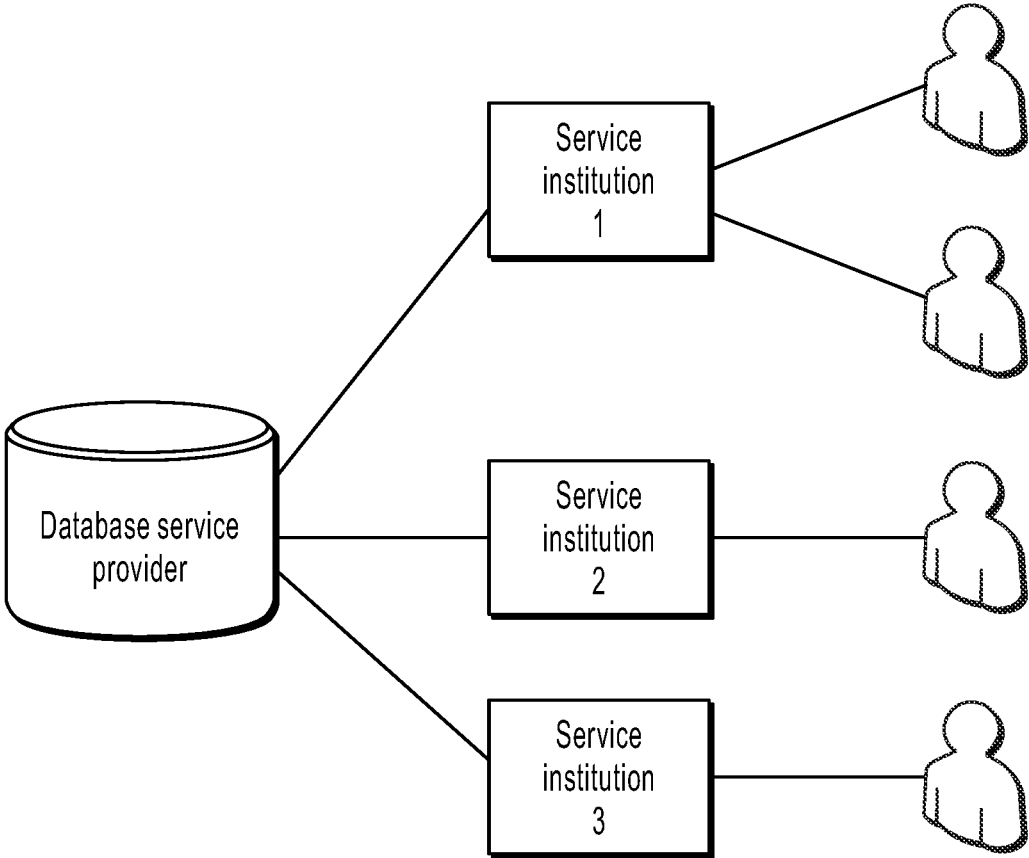 Service
institution
1
Database service
provider
Service
institution
2
Service
institution
3